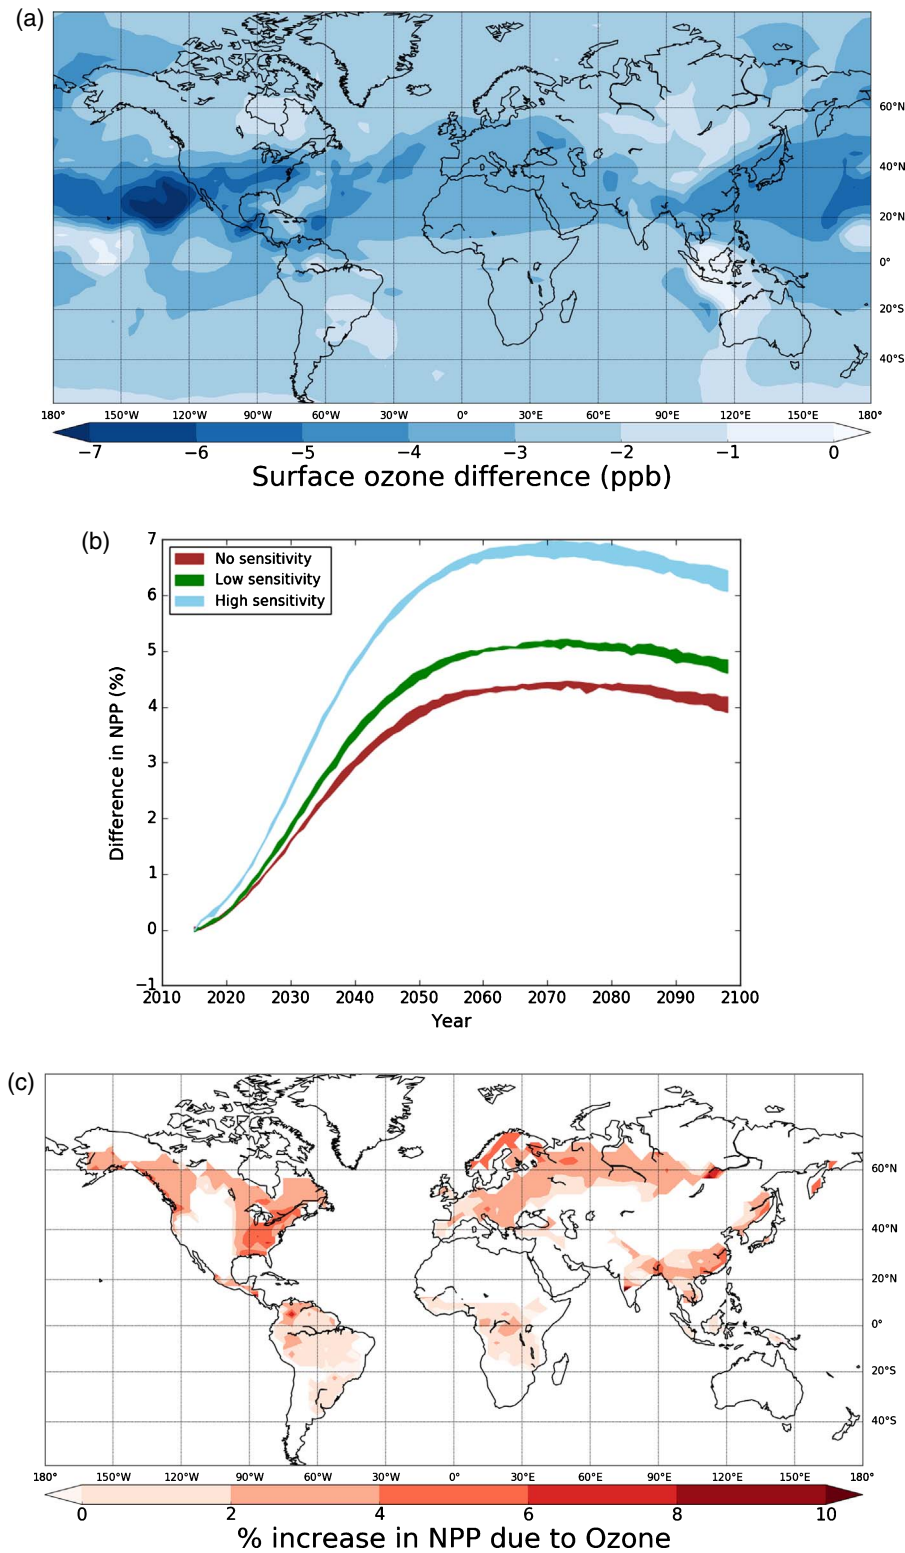 (a)
60°N
40°N
20°N
0°
20°S
40°S
180° 150°W 120°W 90°W 60°W 30°W 0° 30°E 60°E 90°E 120°E 150°E 180°
−7 −6 −5 −4 −3 −2 −1 0
Surface ozone difference (ppb)
(b)
7
No sensitivity
Low sensitivity
High sensitivity
6
5
4
3
2
1
0
−1
Difference in NPP (%)
2010 2020 2030 2040 2050 2060 2070 2080 2090 2100
Year
(c)
60°N
40°N
20°N
0°
20°S
40°S
180° 150°W 120°W 90°W 60°W 30°W 0° 30°E 60°E 90°E 120°E 150°E 180°
0 2 4 6 8 10
% increase in NPP due to Ozone